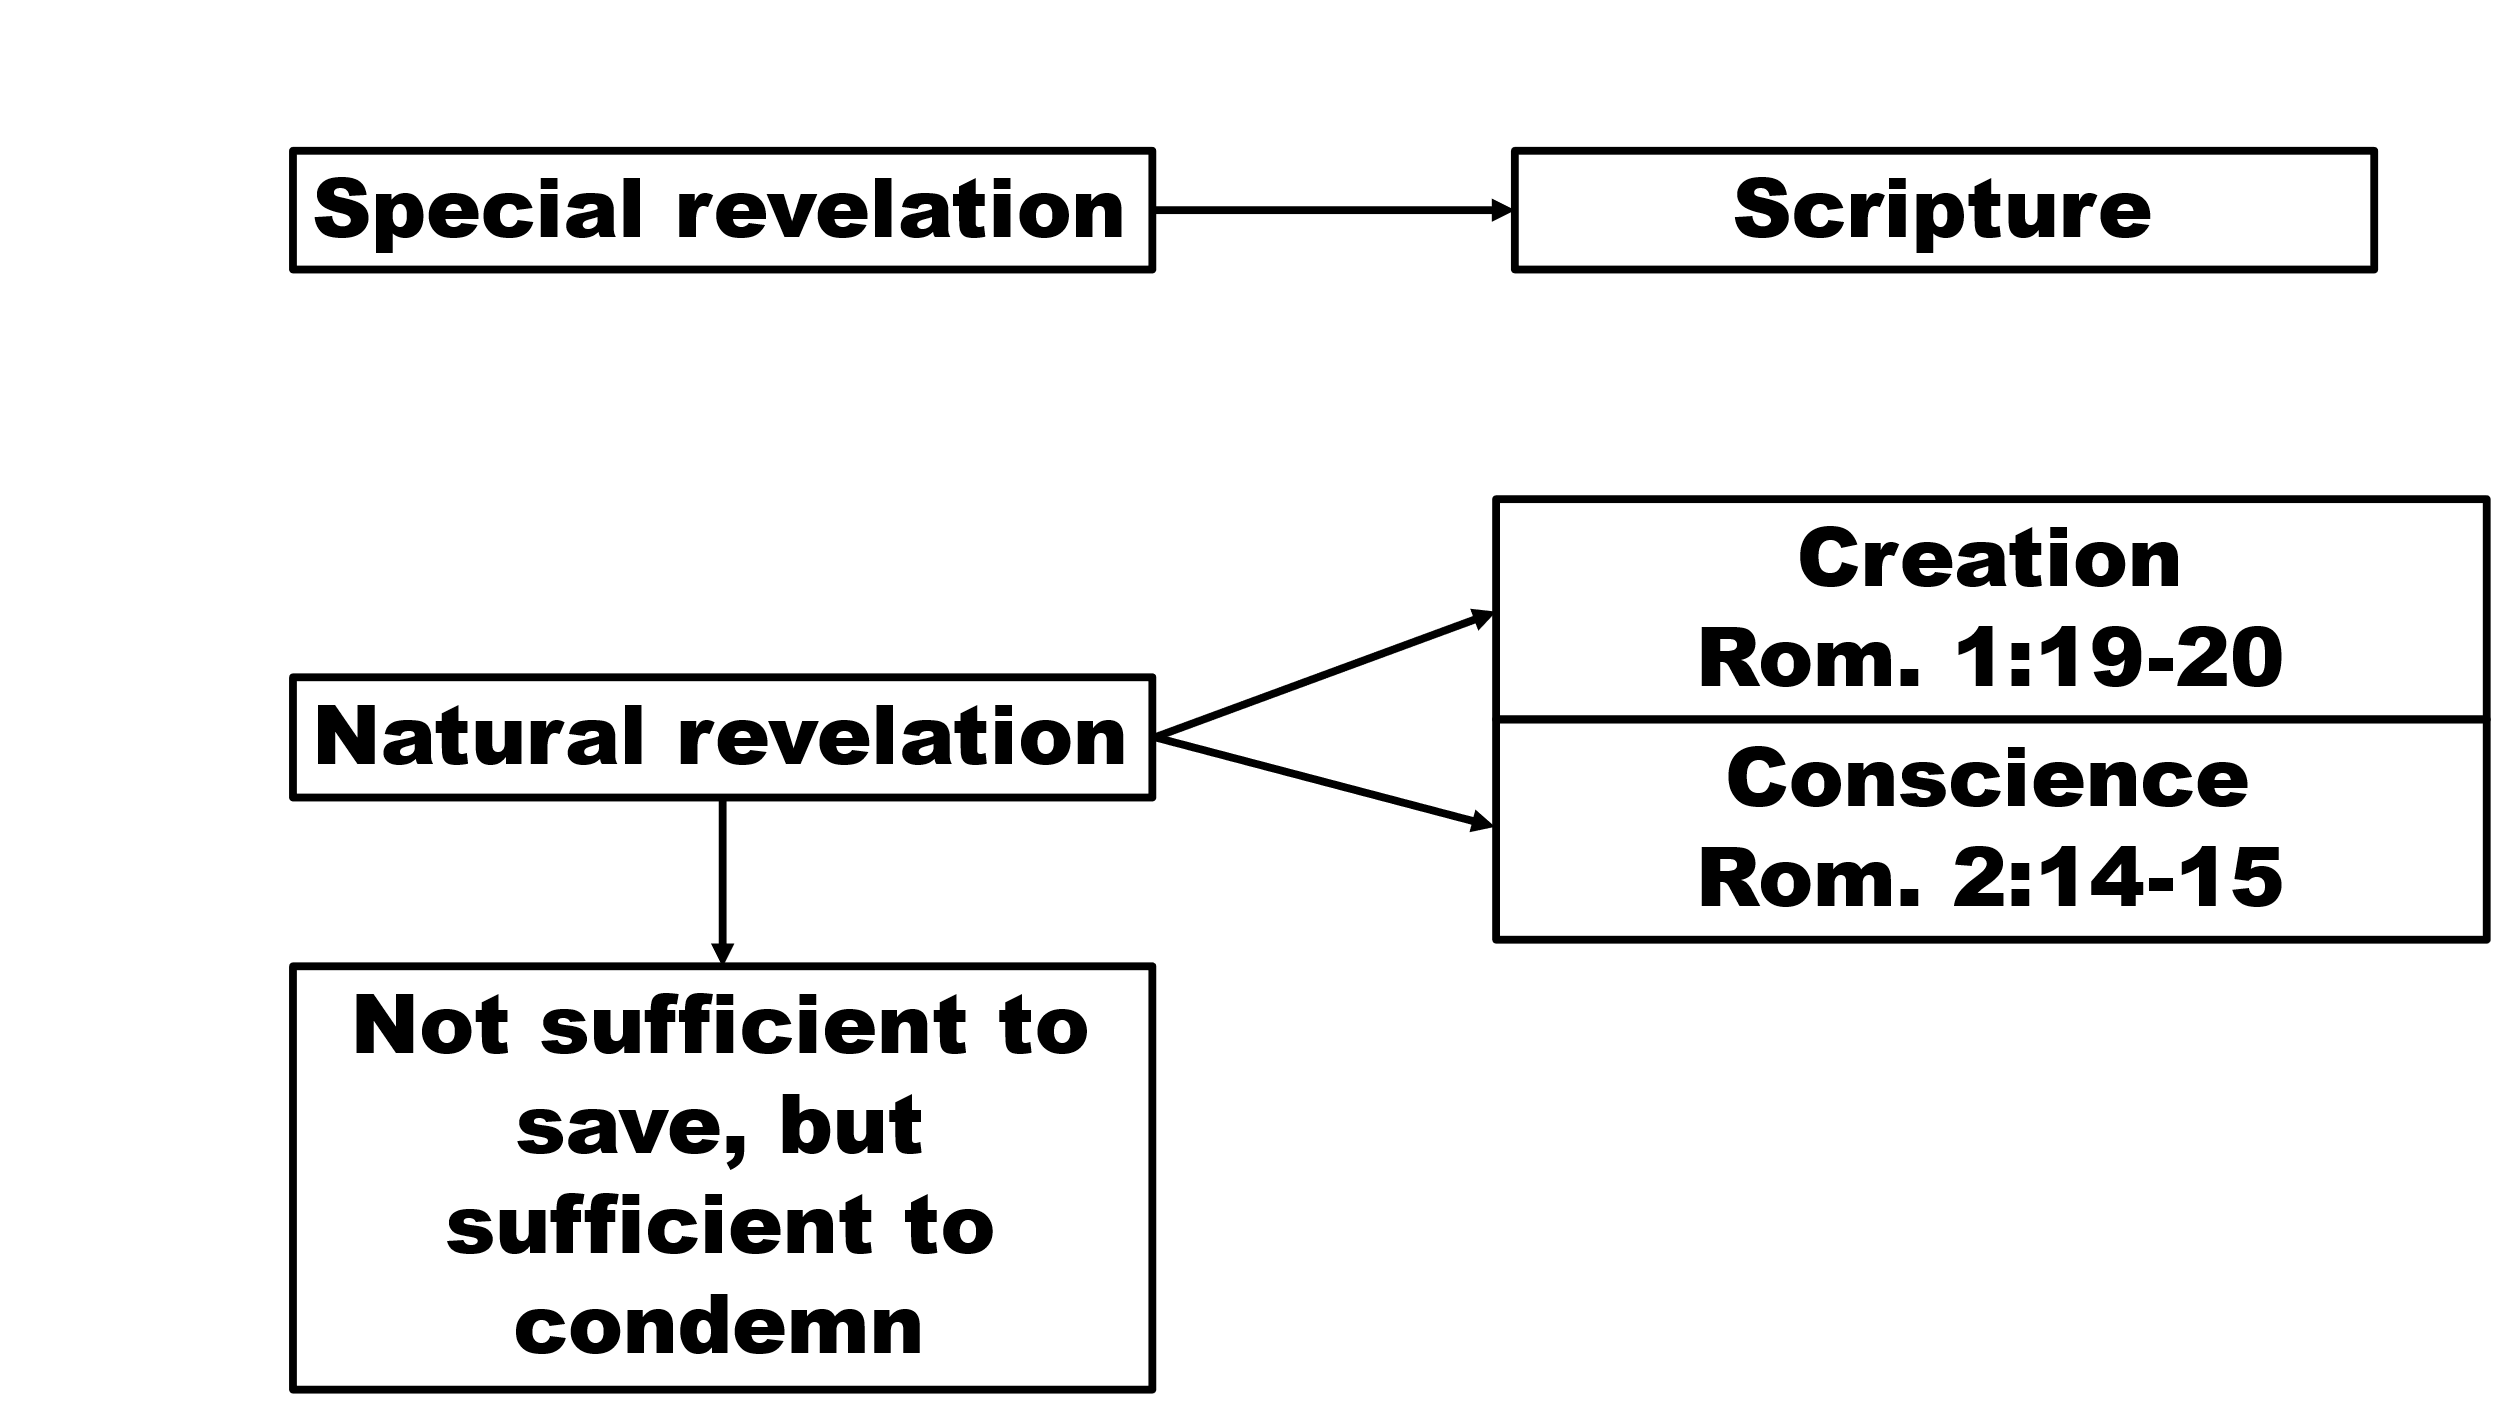 Special revelation
Scripture
Creation
Rom. 1:19-20
Natural revelation
Conscience
Rom. 2:14-15
Not sufficient to
save, but
sufficient to
condemn